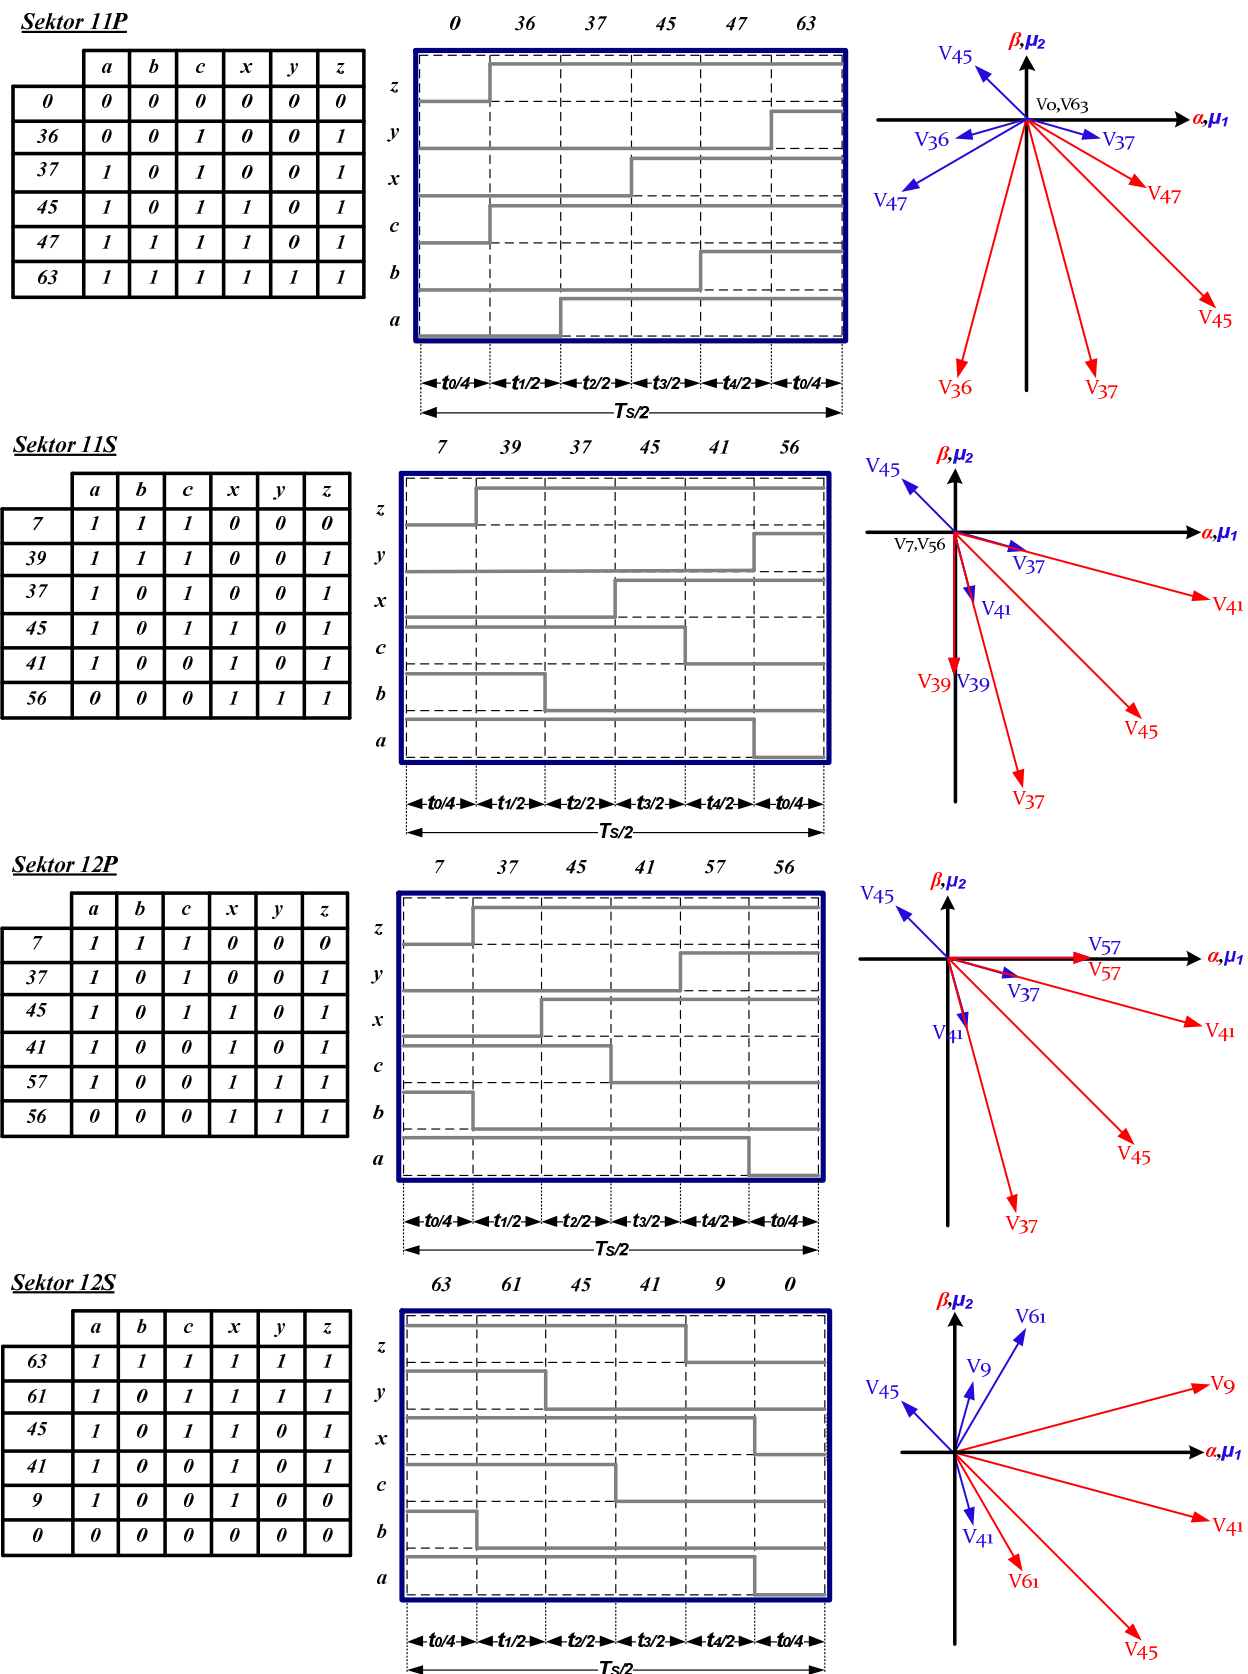 Sektor 11P
0 36 37 45 47 63
a b c x y z
0 0 0 0 0 0 0
36 0 0 1 0 0 1
37 1 0 1 0 0 1
45 1 0 1 1 0 1
47 1 1 1 1 0 1
63 1 1 1 1 1 1
z
y
x
c
b
a
t0/4 t1/2 t2/2 t3/2 t4/2 t0/4
Ts/2
β,μ2
V45
V0,V63
α,μ1
V36
V37
V47
V47
V45
V36
V37
Sektor 11S
7 39 37 45 41 56
a b c x y z
7 1 1 1 0 0 0
39 1 1 1 0 0 1
37 1 0 1 0 0 1
45 1 0 1 1 0 1
41 1 0 0 1 0 1
56 0 0 0 1 1 1
z
y
x
c
b
a
t0/4 t1/2 t2/2 t3/2 t4/2 t0/4
Ts/2
β,μ2
V45
α,μ1
V7,V56
V37
V41
V41
V39 V39
V45
V37
Sektor 12P
7 37 45 41 57 56
a b c x y z
7 1 1 1 0 0 0
37 1 0 1 0 0 1
45 1 0 1 1 0 1
41 1 0 0 1 0 1
57 1 0 0 1 1 1
56 0 0 0 1 1 1
z
y
x
c
b
a
t0/4 t1/2 t2/2 t3/2 t4/2 t0/4
Ts/2
β,μ2
V45
V57
α,μ1
V57
V37
V41
V41
V45
V37
Sektor 12S
63 61 45 41 9 0
a b c x y z
63 1 1 1 1 1 1
61 1 0 1 1 1 1
45 1 0 1 1 0 1
41 1 0 0 1 0 1
9 1 0 0 1 0 0
0 0 0 0 0 0 0
z
y
x
c
b
a
t0/4 t1/2 t2/2 t3/2 t4/2 t0/4
Ts/2
β,μ2
V61
V9
V9
V45
α,μ1
V41
V41
V61
V45